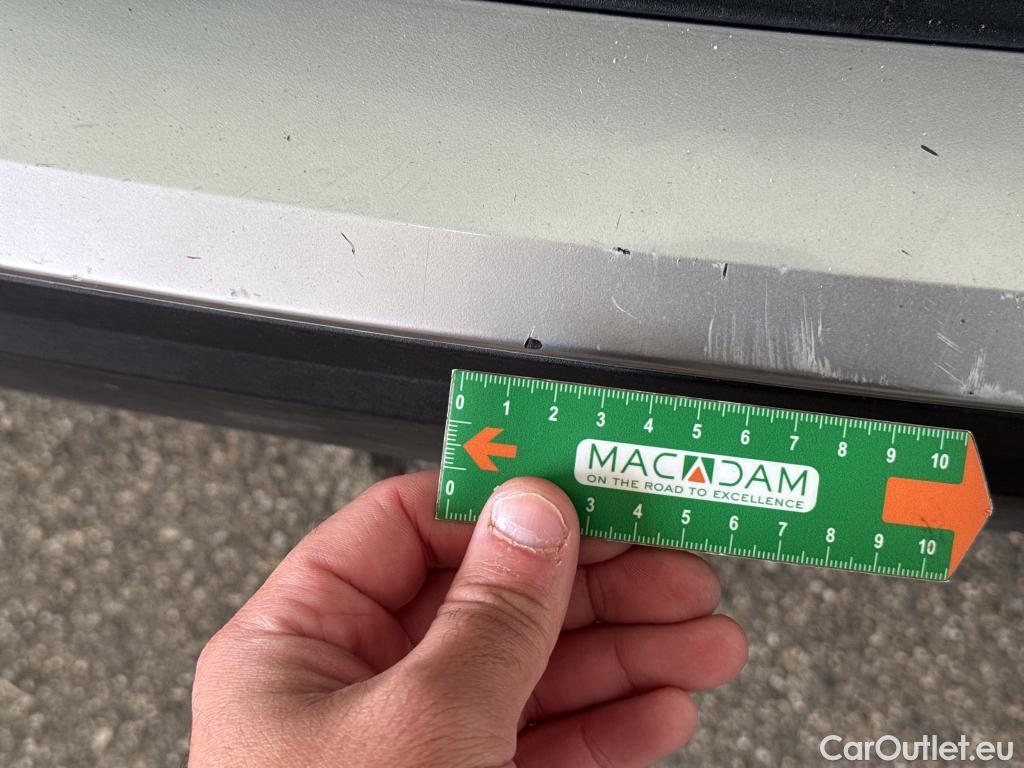 0 1 2 3 4 5 6 7 8 9 10
MACADAM
ON THE ROAD TO EXCELLENCE
0 3 4 5 6 7 8 9 10
CarOutlet.eu